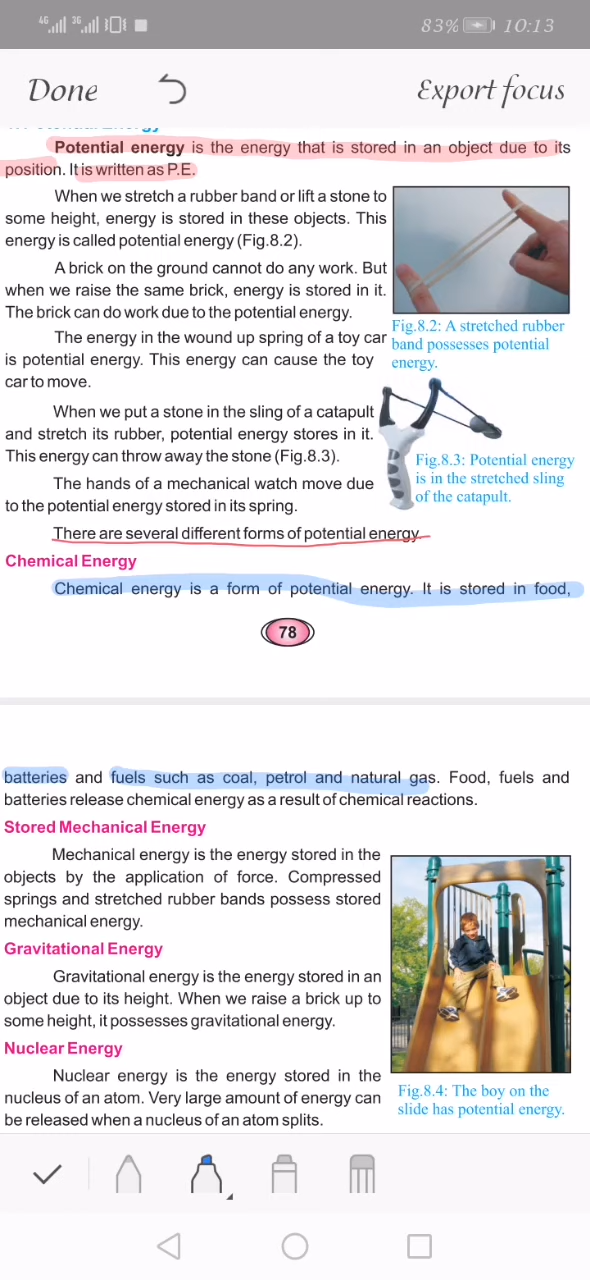 4G 3G 83% 10:13
Done Export focus
Potential energy is the energy that is stored in an object due to its
position. It is written as P.E.
When we stretch a rubber band or lift a stone to
some height, energy is stored in these objects. This
energy is called potential energy (Fig.8.2).
A brick on the ground cannot do any work. But
when we raise the same brick, energy is stored in it.
The brick can do work due to the potential energy.
Fig.8.2: A stretched rubber
band possesses potential
energy.
The energy in the wound up spring of a toy car
is potential energy. This energy can cause the toy
car to move.
When we put a stone in the sling of a catapult
and stretch its rubber, potential energy stores in it.
This energy can throw away the stone (Fig.8.3).
Fig.8.3: Potential energy
is in the stretched sling
of the catapult.
The hands of a mechanical watch move due
to the potential energy stored in its spring.
There are several different forms of potential energy.
Chemical Energy
Chemical energy is a form of potential energy. It is stored in food,
78
batteries and fuels such as coal, petrol and natural gas. Food, fuels and
batteries release chemical energy as a result of chemical reactions.
Stored Mechanical Energy
Mechanical energy is the energy stored in the
objects by the application of force. Compressed
springs and stretched rubber bands possess stored
mechanical energy.
Gravitational Energy
Gravitational energy is the energy stored in an
object due to its height. When we raise a brick up to
some height, it possesses gravitational energy.
Nuclear Energy
Nuclear energy is the energy stored in the
nucleus of an atom. Very large amount of energy can
be released when a nucleus of an atom splits.
Fig.8.4: The boy on the
slide has potential energy.